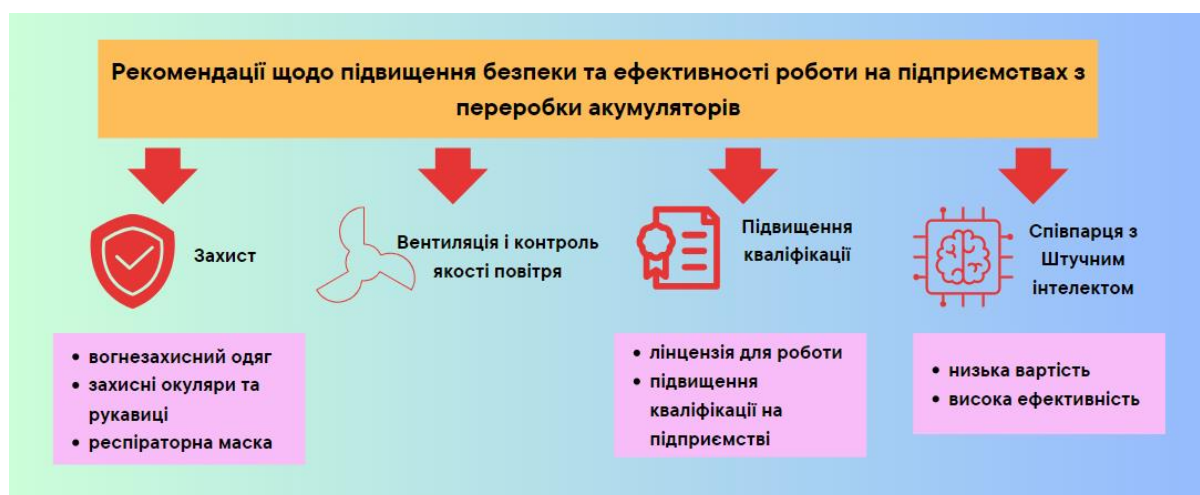 Рекомендації щодо підвищення безпеки та ефективності роботи на підприємствах з
переробки акумуляторів
Захист
Вентиляція і контроль
якості повітря
Підвищення
кваліфікації
Співпарця з
Штучним
інтелектом
• вогнезахисний одяг
• захисні окуляри та
рукавиці
• респіраторна маска
• лінцензія для роботи
• підвищення
кваліфікації на
підприємстві
• низька вартість
• висока ефективність